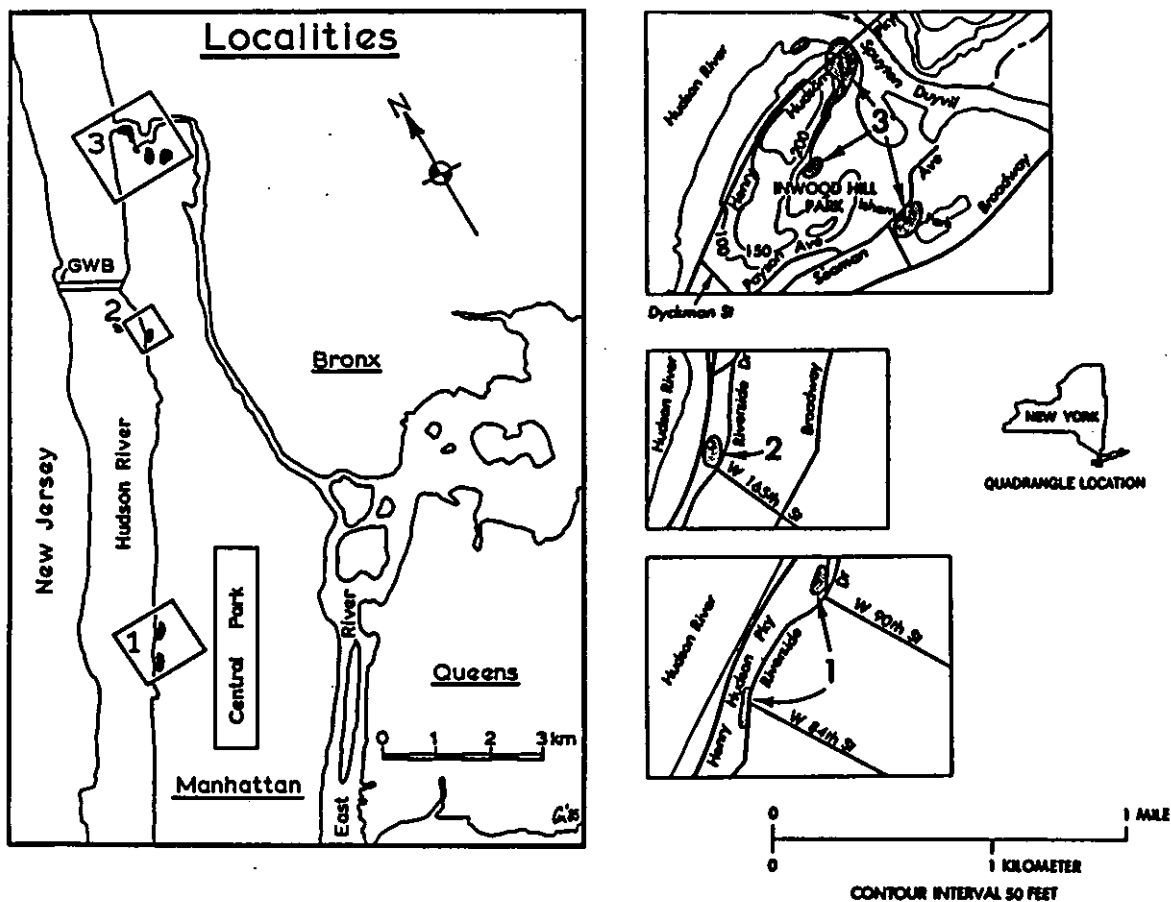 Localities
N
3
GWB
2
Bronx
New Jersey
Hudson River
1
Central Park
River
Queens
0 1 2 3 km
Manhattan
East
Hudson River
Hudson
Pky
Spuyten
Duyvil
3
200
Henry
INWOOD HILL
PARK
Isham
Park
Ave
Broadway
100
150
Payson Ave
Seaman
Dyckman St
Hudson River
Riverside Dr
Broadway
2
W 165th St
NEW YORK
QUADRANGLE LOCATION
Hudson River
Henry Hudson Pky
Riverside
Dr
W 90th St
1
W 84th St
0 1 MILE
0 1 KILOMETER
CONTOUR INTERVAL 50 FEET